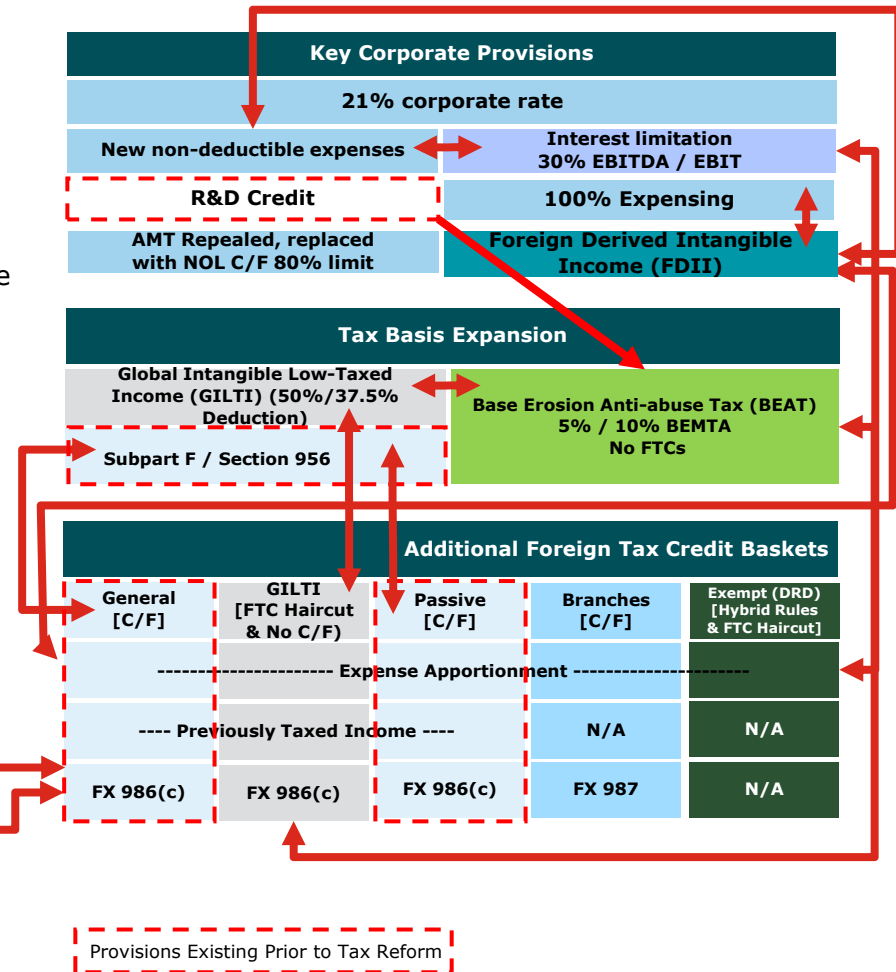 Key Corporate Provisions
21% corporate rate
New non-deductible expenses
Interest limitation
30% EBITDA / EBIT
R&D Credit
100% Expensing
AMT Repealed, replaced
with NOL C/F 80% limit
Foreign Derived Intangible
Income (FDII)
e
Tax Basis Expansion
Global Intangible Low-Taxed
Income (GILTI) (50%/37.5%
Deduction)
Base Erosion Anti-abuse Tax (BEAT)
5% / 10% BEMTA
No FTCs
Subpart F / Section 956
Additional Foreign Tax Credit Baskets
General
[C/F]
GILTI
[FTC Haircut
& No C/F)
Passive
[C/F]
Branches
[C/F]
Exempt (DRD)
[Hybrid Rules
& FTC Haircut]
----------------------- Expense Apportionment -----------------------
---- Previously Taxed Income ----
N/A
N/A
FX 986(c)
FX 986(c)
FX 986(c)
FX 987
N/A
Provisions Existing Prior to Tax Reform